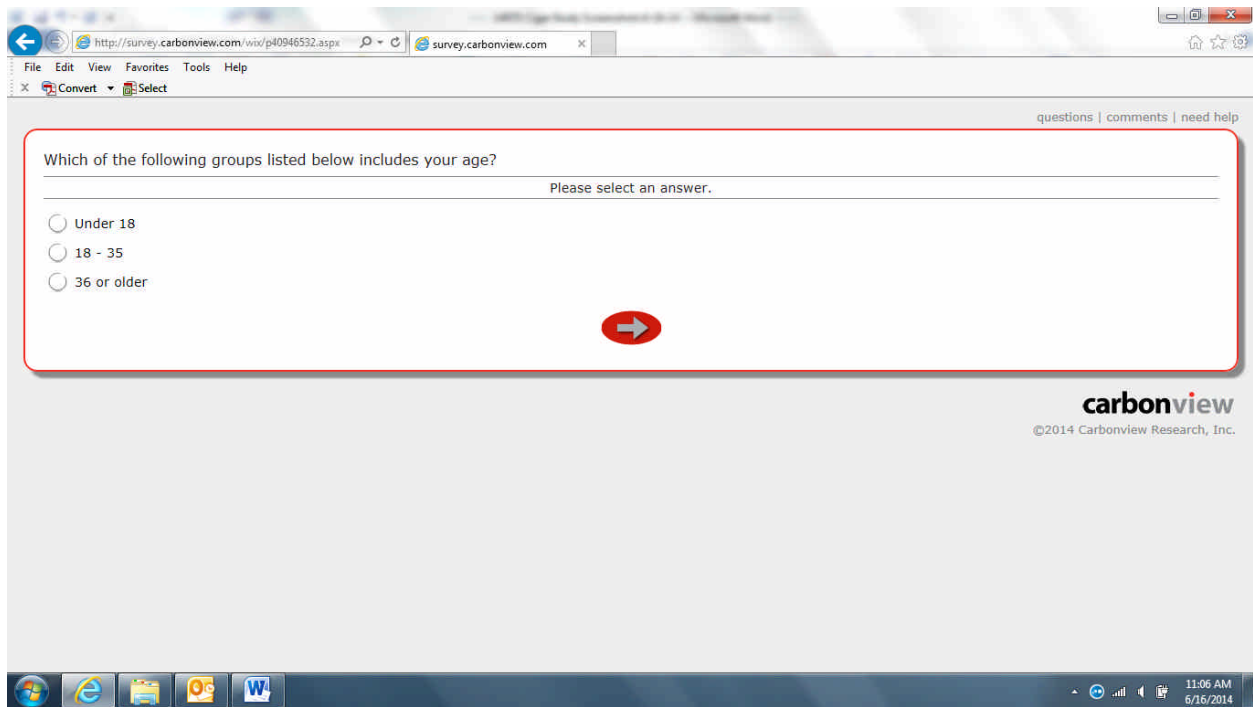 http://survey.carbonview.com/wix/p40946532.aspx
survey.carbonview.com
File Edit View Favorites Tools Help
Convert Select
questions | comments | need help
Which of the following groups listed below includes your age?
Please select an answer.
Under 18
18 - 35
36 or older
carbonview
©2014 Carbonview Research, Inc.
11:06 AM
6/16/2014